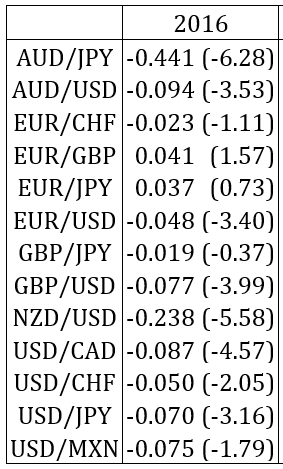 2016
AUD/JPY -0.441 (-6.28)
AUD/USD -0.094 (-3.53)
EUR/CHF -0.023 (-1.11)
EUR/GBP 0.041 (1.57)
EUR/JPY 0.037 (0.73)
EUR/USD -0.048 (-3.40)
GBP/JPY -0.019 (-0.37)
GBP/USD -0.077 (-3.99)
NZD/USD -0.238 (-5.58)
USD/CAD -0.087 (-4.57)
USD/CHF -0.050 (-2.05)
USD/JPY -0.070 (-3.16)
USD/MXN -0.075 (-1.79)